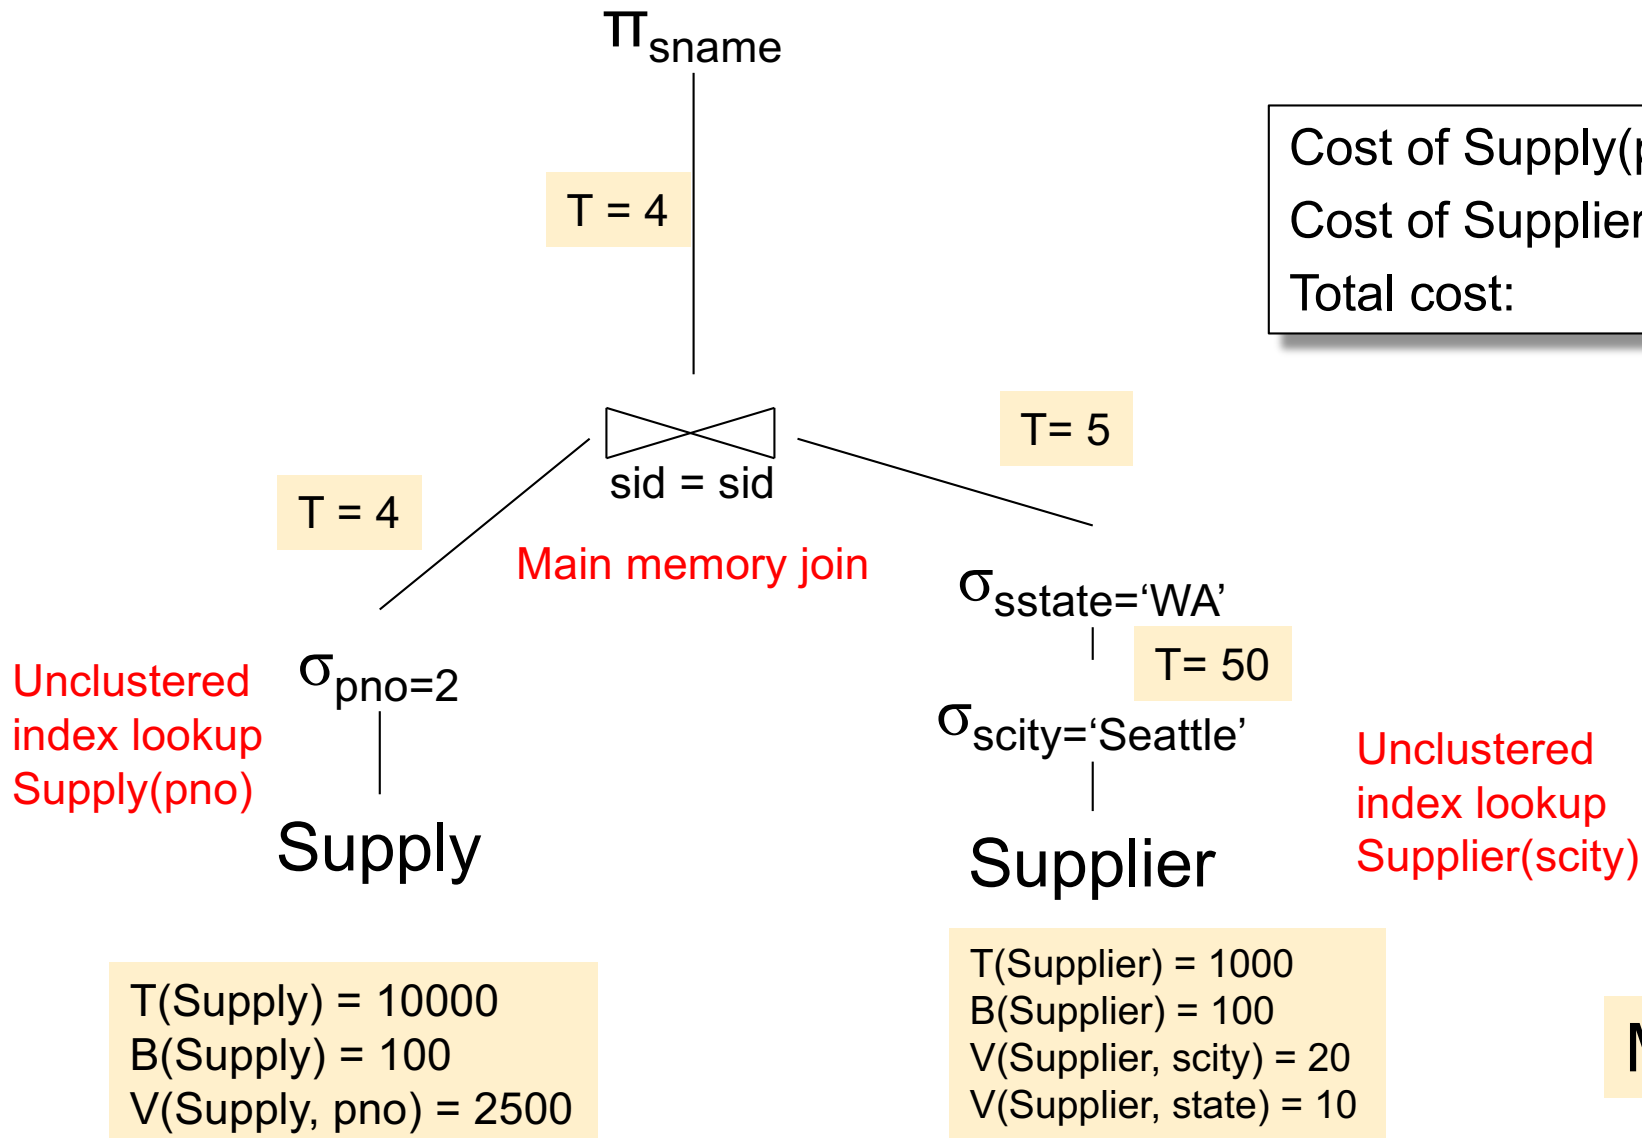 π sname
T = 4
Cost of Supply(
Cost of Supplier
Total cost:
T= 5
T = 4
sid = sid
Main memory join
σ sstate=‘WA’
T= 50
Unclustered
index lookup
Supply(pno)
σ pno=2
σ scity=‘Seattle’
Unclustered
index lookup
Supplier(scity)
Supply
Supplier
T(Supply) = 10000
B(Supply) = 100
V(Supply, pno) = 2500
T(Supplier) = 1000
B(Supplier) = 100
V(Supplier, scity) = 20
V(Supplier, state) = 10